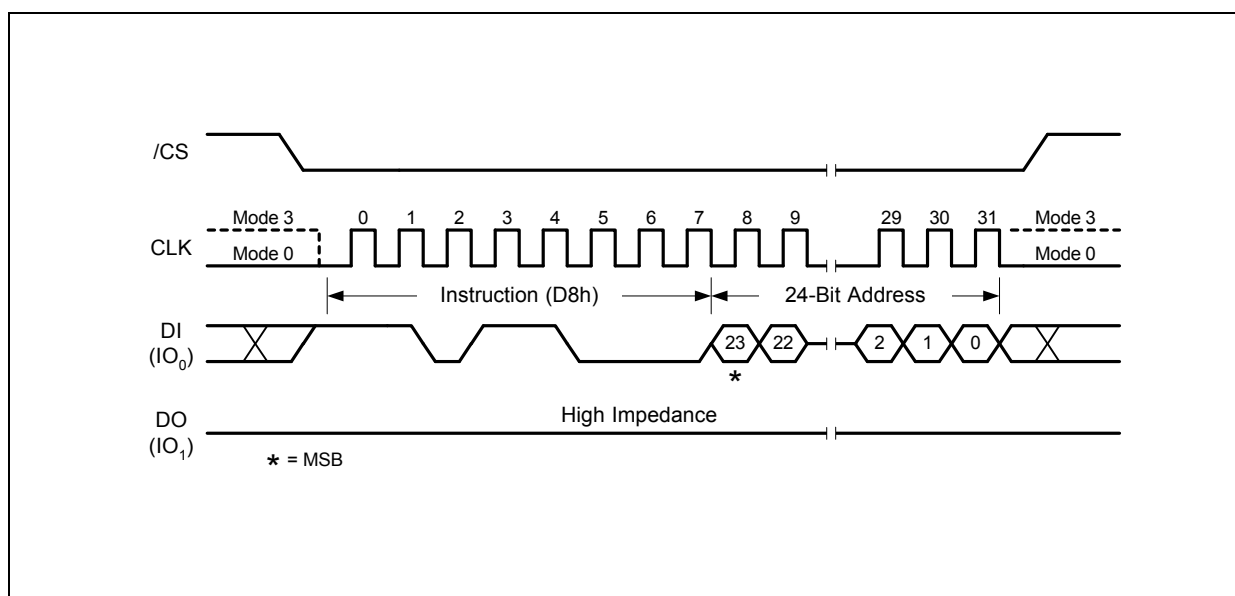 /CS
Mode 3 0 1 2 3 4 5 6 7 8 9 29 30 31 Mode 3
CLK
Mode 0 Mode 0
Instruction (D8h) 24-Bit Address
DI
(IO0) 23 22 2 1 0
*
High Impedance
DO
(IO1)
* = MSB